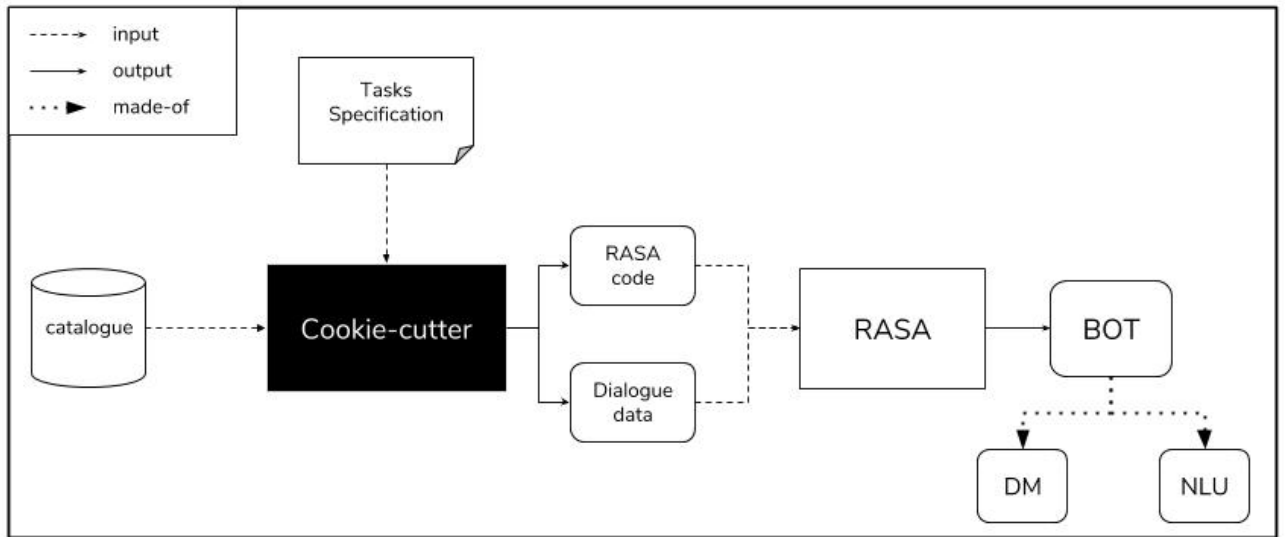 input
output
made-of
Tasks
Specification
catalogue
Cookie-cutter
RASA
code
Dialogue
data
RASA
BOT
DM
NLU